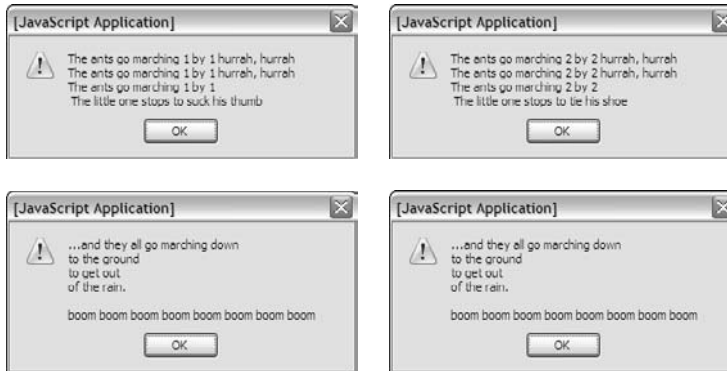 [JavaScript Application]
The ants go marching 1 by 1 hurrah, hurrah
The ants go marching 1 by 1 hurrah, hurrah
The ants go marching 1 by 1
The little one stops to suck his thumb
OK
[JavaScript Application]
The ants go marching 2 by 2 hurrah, hurrah
The ants go marching 2 by 2 hurrah, hurrah
The ants go marching 2 by 2
The little one stops to tie his shoe
OK
[JavaScript Application]
...and they all go marching down
to the ground
to get out
of the rain.
boom boom boom boom boom boom boom boom
OK
[JavaScript Application]
...and they all go marching down
to the ground
to get out
of the rain.
boom boom boom boom boom boom boom boom
OK